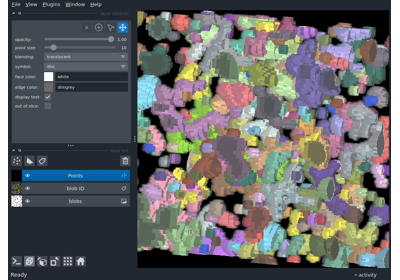 File View Plugins Window Help
opacity: 1.00
point size: 10
blending: translucent
symbol: disc
face color: white
edge color: dimgrey
display text:
out of slice:
Points
blob ID
blobs
Ready
activity